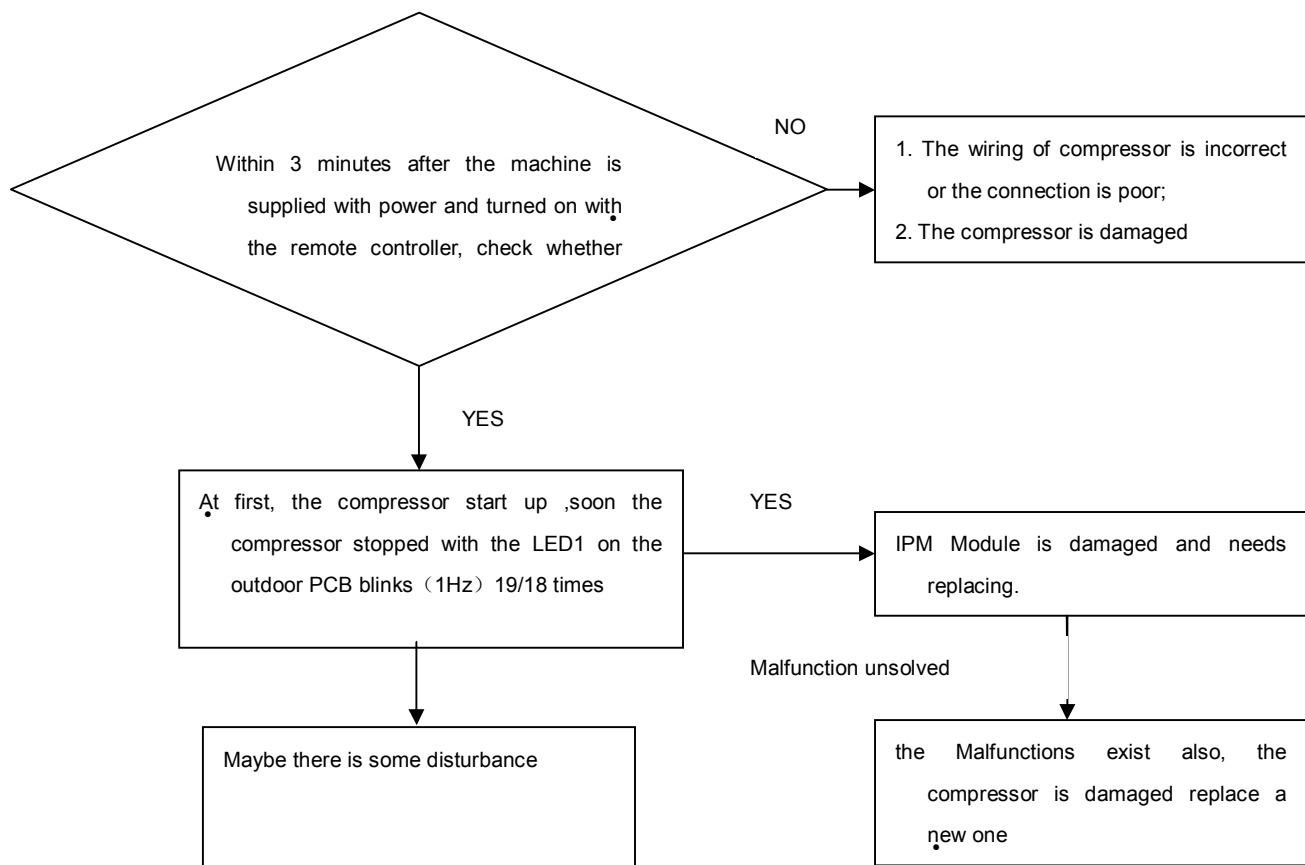 NO
Within 3 minutes after the machine is
supplied with power and turned on with
the remote controller, check whether
1. The wiring of compressor is incorrect
or the connection is poor;
2. The compressor is damaged
YES
At first, the compressor start up ,soon the
compressor stopped with the LED1 on the
outdoor PCB blinks（1Hz）19/18 times
YES
IPM Module is damaged and needs
replacing.
Malfunction unsolved
Maybe there is some disturbance
the Malfunctions exist also, the
compressor is damaged replace a
new one